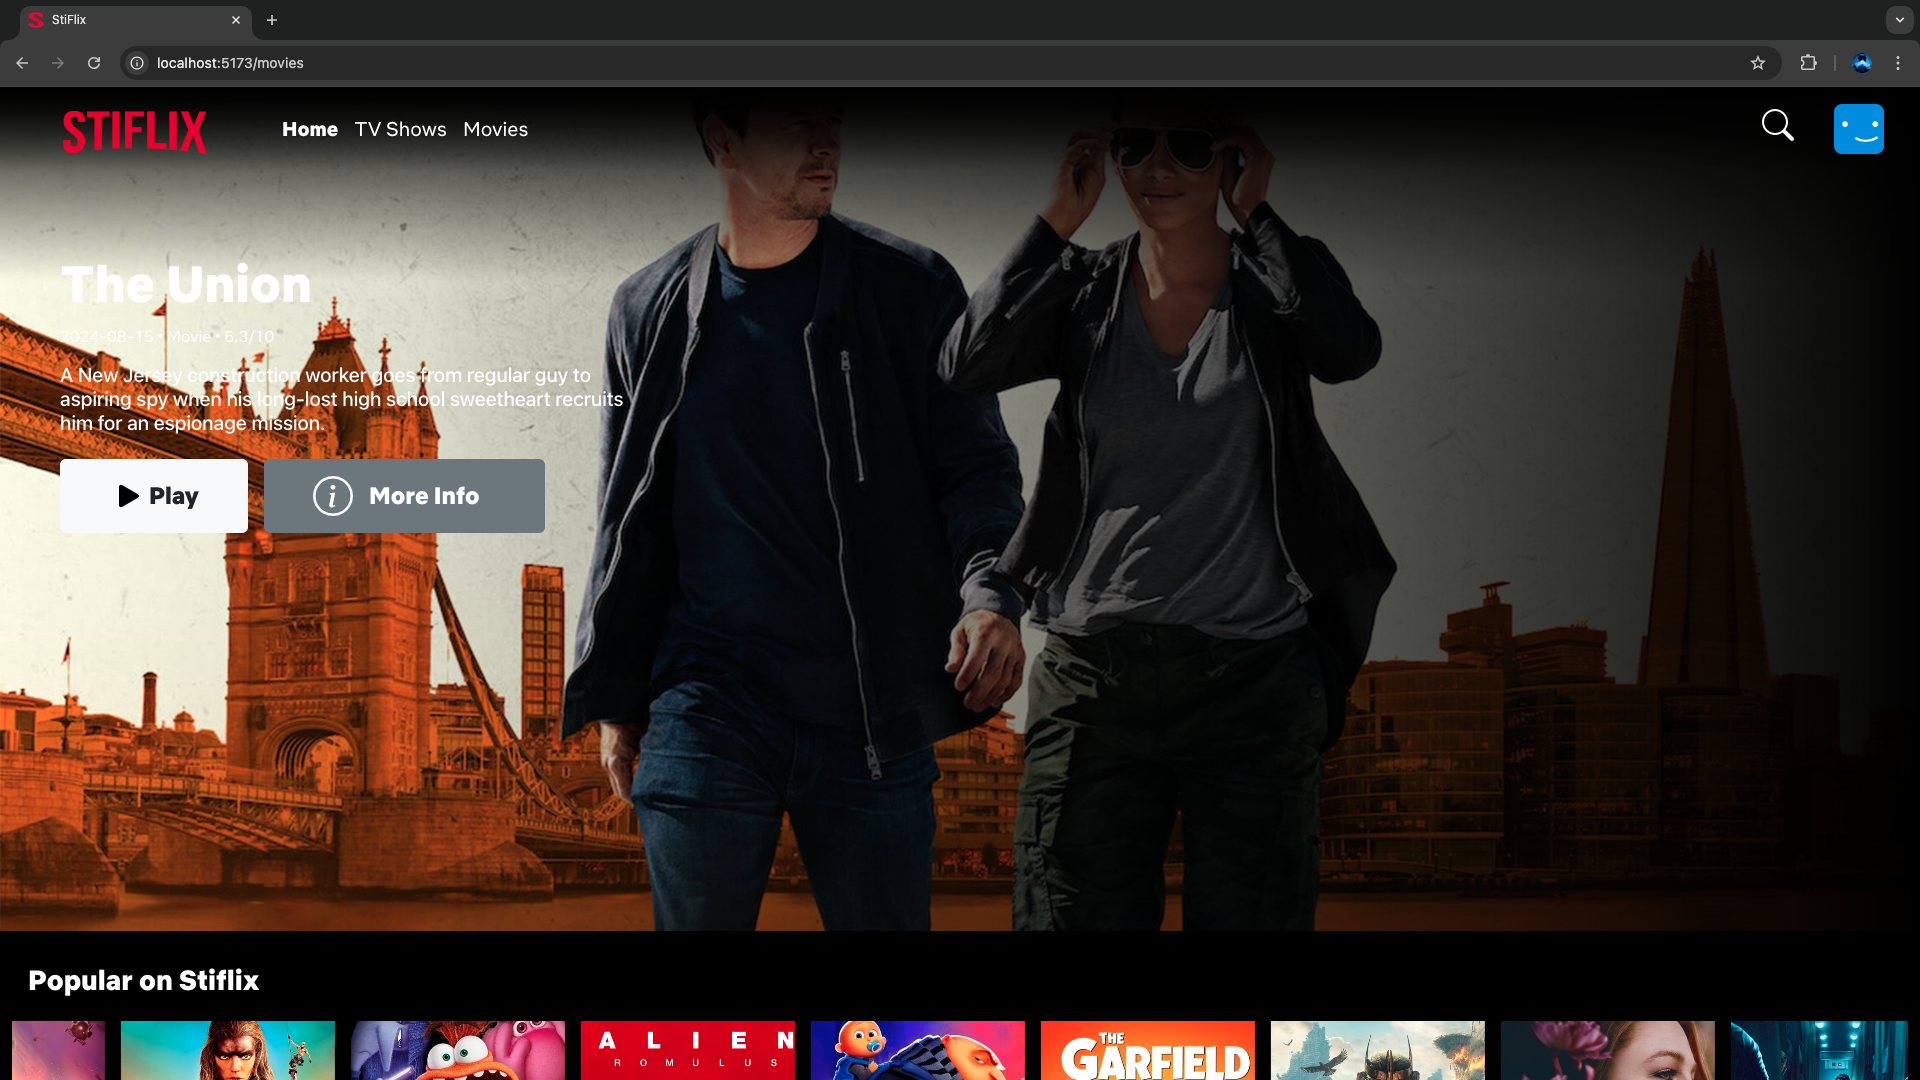 StiFlix
localhost:5173/movies
STIFLIX
Home TV Shows Movies
The Union
2024-08-15 • Movie • 6.3/10
A New Jersey construction worker goes from regular guy to
aspiring spy when his long-lost high school sweetheart recruits
him for an espionage mission.
Play
More Info
Popular on Stiflix
ALIEN
ROMULUS
THE
GARFIELD